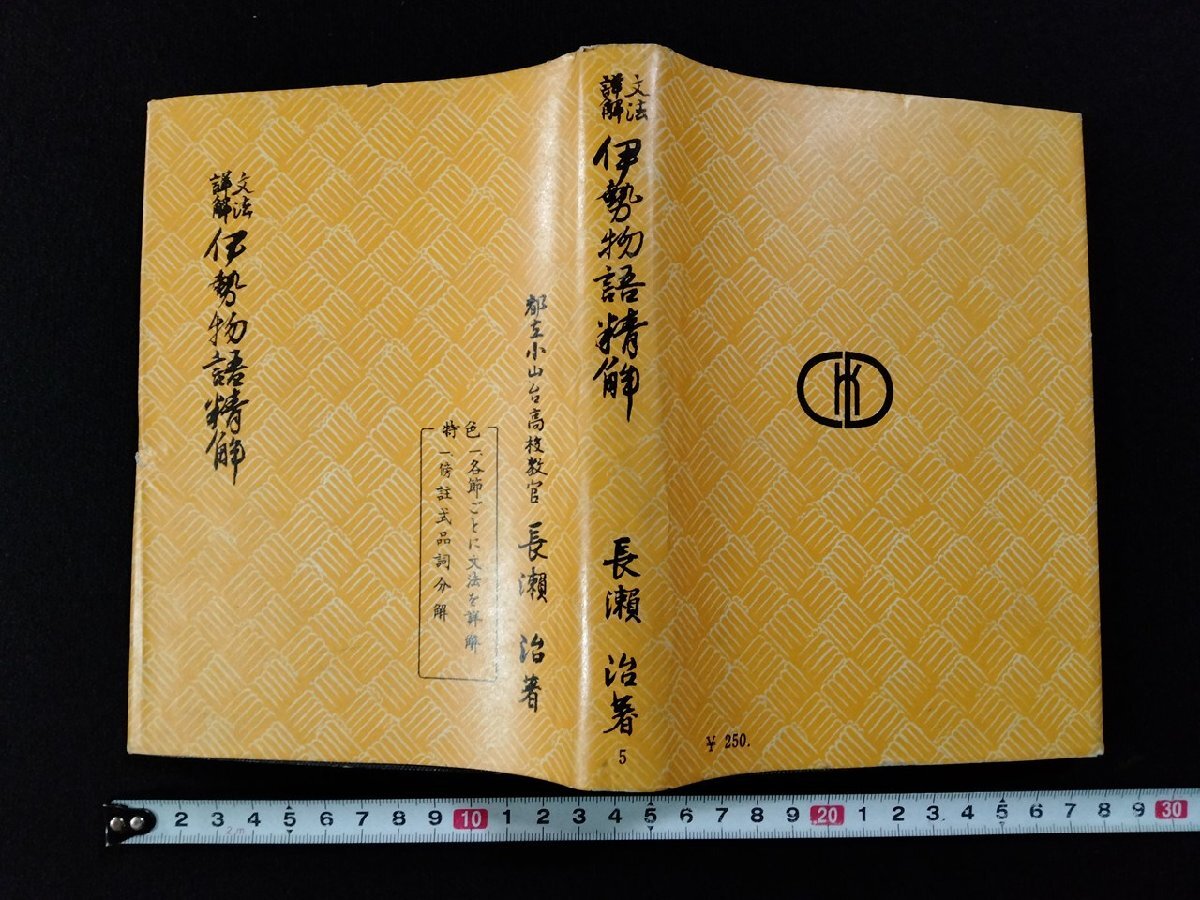 文法
詳解
伊勢物語精解
都立小山台高校教官 長瀬 治著
特色
一、各節ごとに文法を詳解
一、傍註式品詞分解
文法
詳解
伊勢物語精解
長瀬 治著
5
¥ 250.
2 3 4 5 6 7 8 9 10 1 2 3 4 5 6 7 8 9 20 1 2 3 4 5 6 7 8 9 30
2m